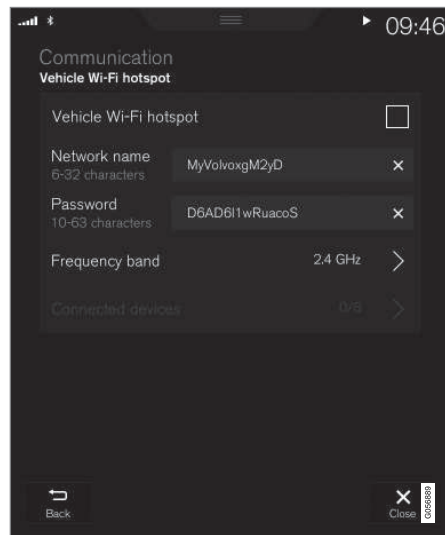 09:46
Communication
Vehicle Wi-Fi hotspot
Vehicle Wi-Fi hotspot
Network name
6-32 characters
MyVolvoxgM2yD
Password
10-63 characters
D6AD6I1wRuacoS
Frequency band
2.4 GHz
Connected devices
0/8
Back
Close
G056889